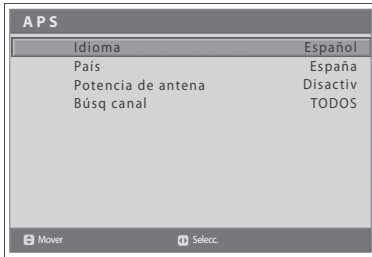 APS
Idioma Español
País España
Potencia de antena Disactiv
Búsq canal TODOS
Mover Selecc.